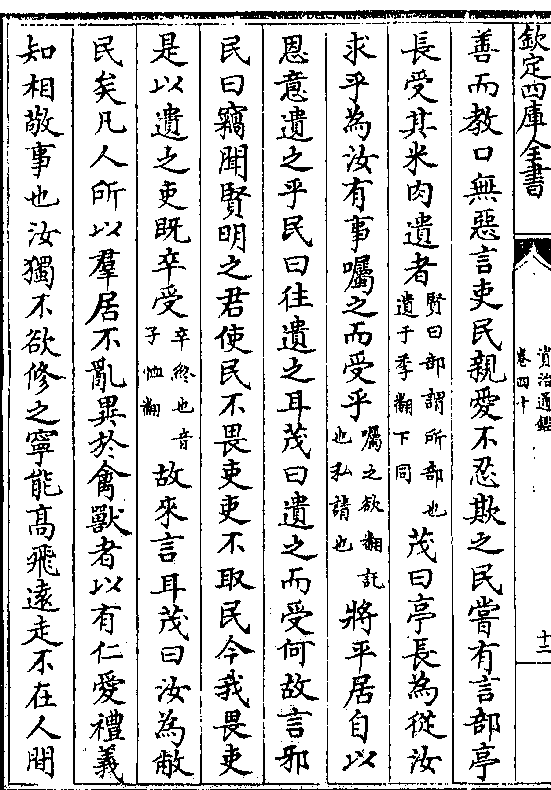 欽定四庫全書
資治通鑑
卷四十
十二
善而教口無惡言吏民親愛不忍欺之民嘗有言部亭
長受其米肉遺者賢曰部謂所部也遺于季翻下同茂曰亭長為從汝
求乎為汝有事囑之而受乎囑之欲翻託也私請也將平居自以
恩意遺之乎民曰往遺之耳茂曰遺之而受何故言邪
民曰竊聞賢明之君使民不畏吏吏不取民今我畏吏
是以遺之吏既卒受卒終也音子恤翻故來言耳茂曰汝為敝
民矣凡人所以羣居不亂異於禽獸者以有仁愛禮義
知相敬事也汝獨不欲修之寧能高飛逺走不在人間